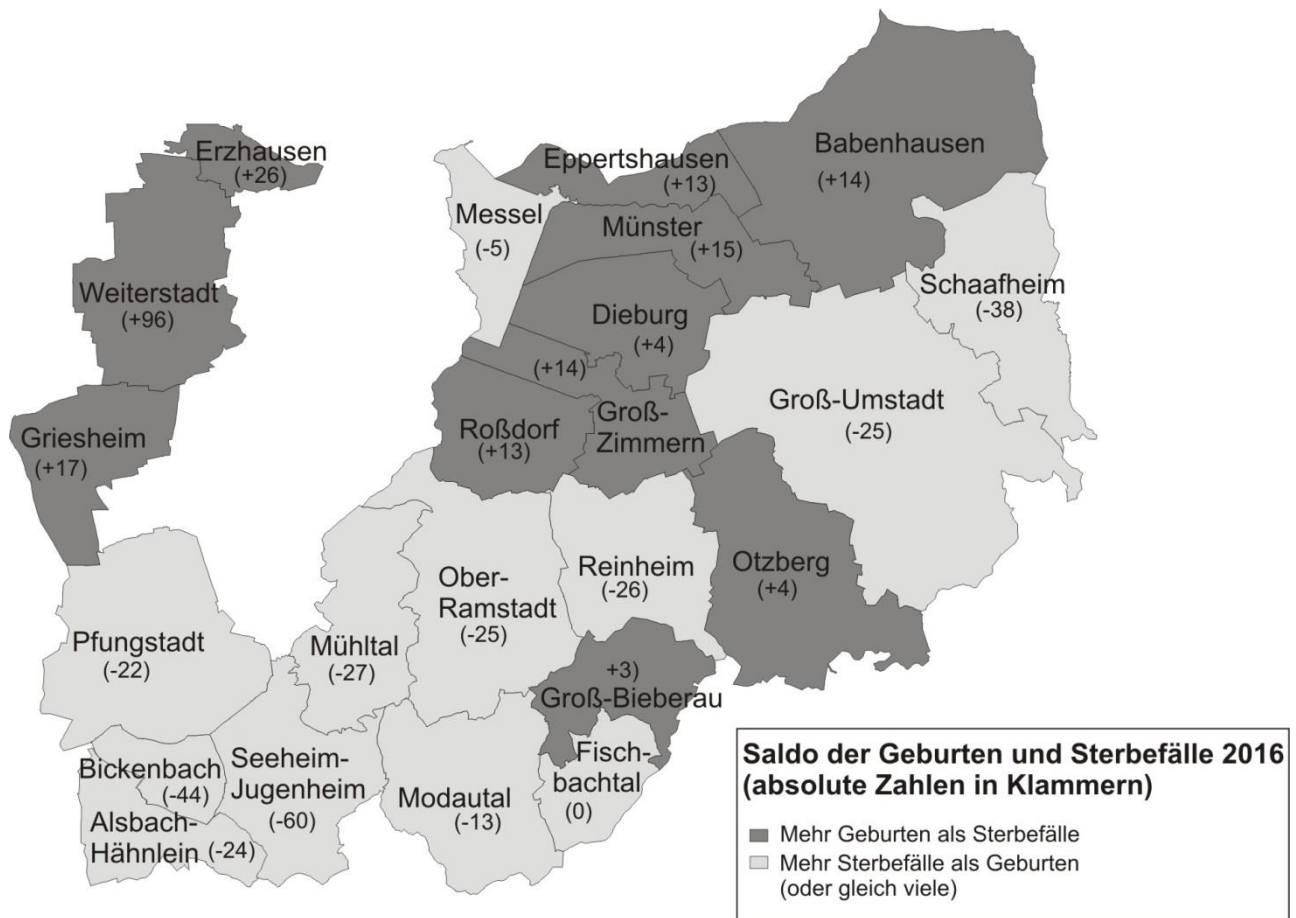 Erzhausen
(+26)
Eppertshausen
(+13)
Babenhausen
(+14)
Messel
(-5)
Münster
(+15)
Weiterstadt
(+96)
Schaafheim
(-38)
Dieburg
(+4)
(+14)
Groß-
Zimmern
Groß-Umstadt
(-25)
Griesheim
(+17)
Roßdorf
(+13)
Reinheim
(-26)
Otzberg
(+4)
Ober-
Ramstadt
(-25)
Pfungstadt
(-22)
Mühltal
(-27)
+3)
Groß-Bieberau
Fisch-
bachtal
(0)
Bickenbach
(-44)
Seeheim-
Jugenheim
(-60)
Modautal
(-13)
Alsbach-
Hähnlein (-24)
Saldo der Geburten und Sterbefälle 2016
(absolute Zahlen in Klammern)
Mehr Geburten als Sterbefälle
Mehr Sterbefälle als Geburten
(oder gleich viele)